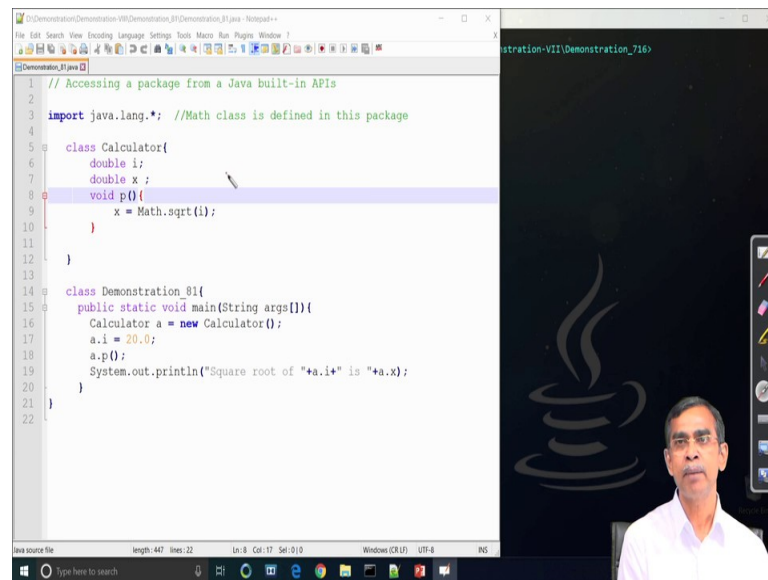 D:\Demonstration\Demonstration-VIII\Demonstration_81\Demonstration_81.java - Notepad++
File Edit Search View Encoding Language Settings Tools Macro Run Plugins Window ?
X
Demonstration_81.java
1 // Accessing a package from a Java built-in APIs
2
3 import java.lang.*; //Math class is defined in this package
4
5 class Calculator{
6 double i;
7 double x ;
8 void p(){
9 x = Math.sqrt(i);
10 }
11
12 }
13
14 class Demonstration_81{
15 public static void main(String args[]){
16 Calculator a = new Calculator();
17 a.i = 20.0;
18 a.p();
19 System.out.println("Square root of "+a.i+" is "+a.x);
20 }
21 }
22
Java source file length : 447 lines : 22 Ln : 8 Col : 17 Sel : 0 | 0 Windows (CR LF) UTF-8 INS
nstration-VII\Demonstration_716>
Type here to search